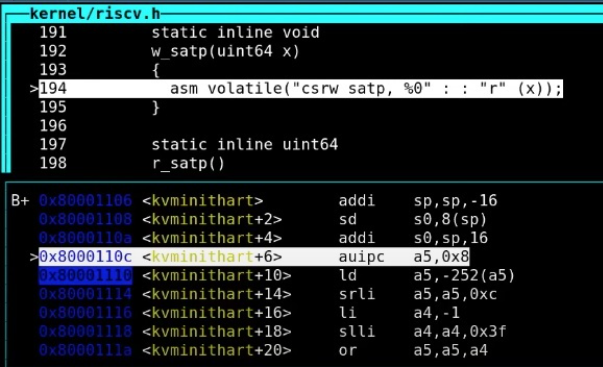 kernel/riscv.h
191 static inline void
192 w_satp(uint64 x)
193 {
>194 asm volatile("csrw satp, %0" : : "r" (x));
195 }
196
197 static inline uint64
198 r_satp()
B+ 0x80001106 <kvminithart> addi sp,sp,-16
0x80001108 <kvminithart+2> sd s0,8(sp)
0x8000110a <kvminithart+4> addi s0,sp,16
>0x8000110c <kvminithart+6> auipc a5,0x8
0x80001110 <kvminithart+10> ld a5,-252(a5)
0x80001114 <kvminithart+14> srli a5,a5,0xc
0x80001116 <kvminithart+16> li a4,-1
0x80001118 <kvminithart+18> slli a4,a4,0x3f
0x8000111a <kvminithart+20> or a5,a5,a4